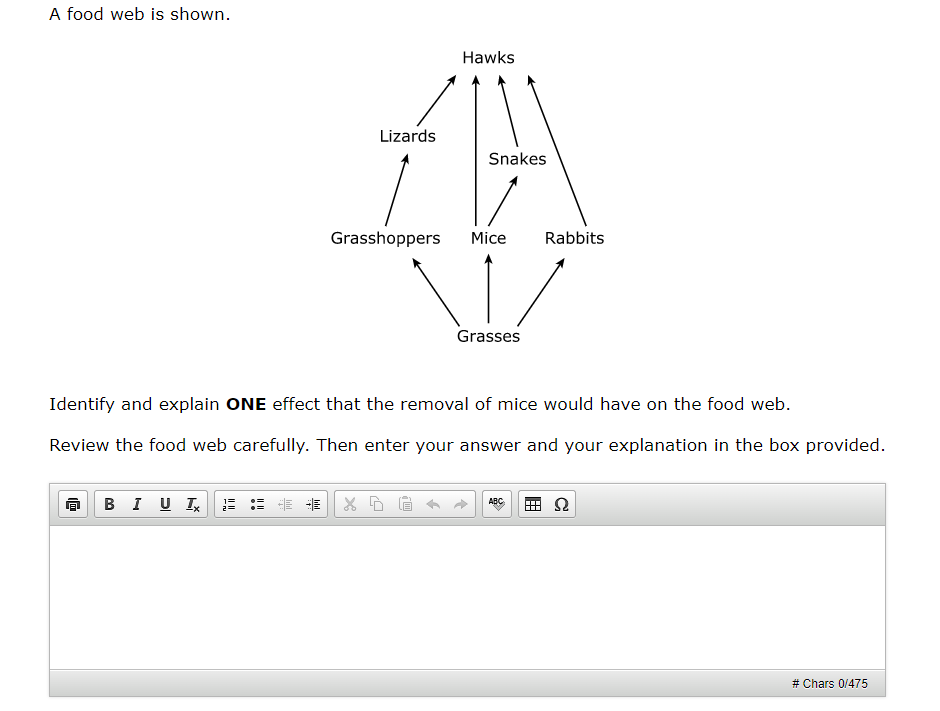 A food web is shown.
Hawks
Lizards
Snakes
Grasshoppers Mice Rabbits
Grasses
Identify and explain ONE effect that the removal of mice would have on the food web.
Review the food web carefully. Then enter your answer and your explanation in the box provided.
B I U Ix ABC Ω
# Chars 0/475